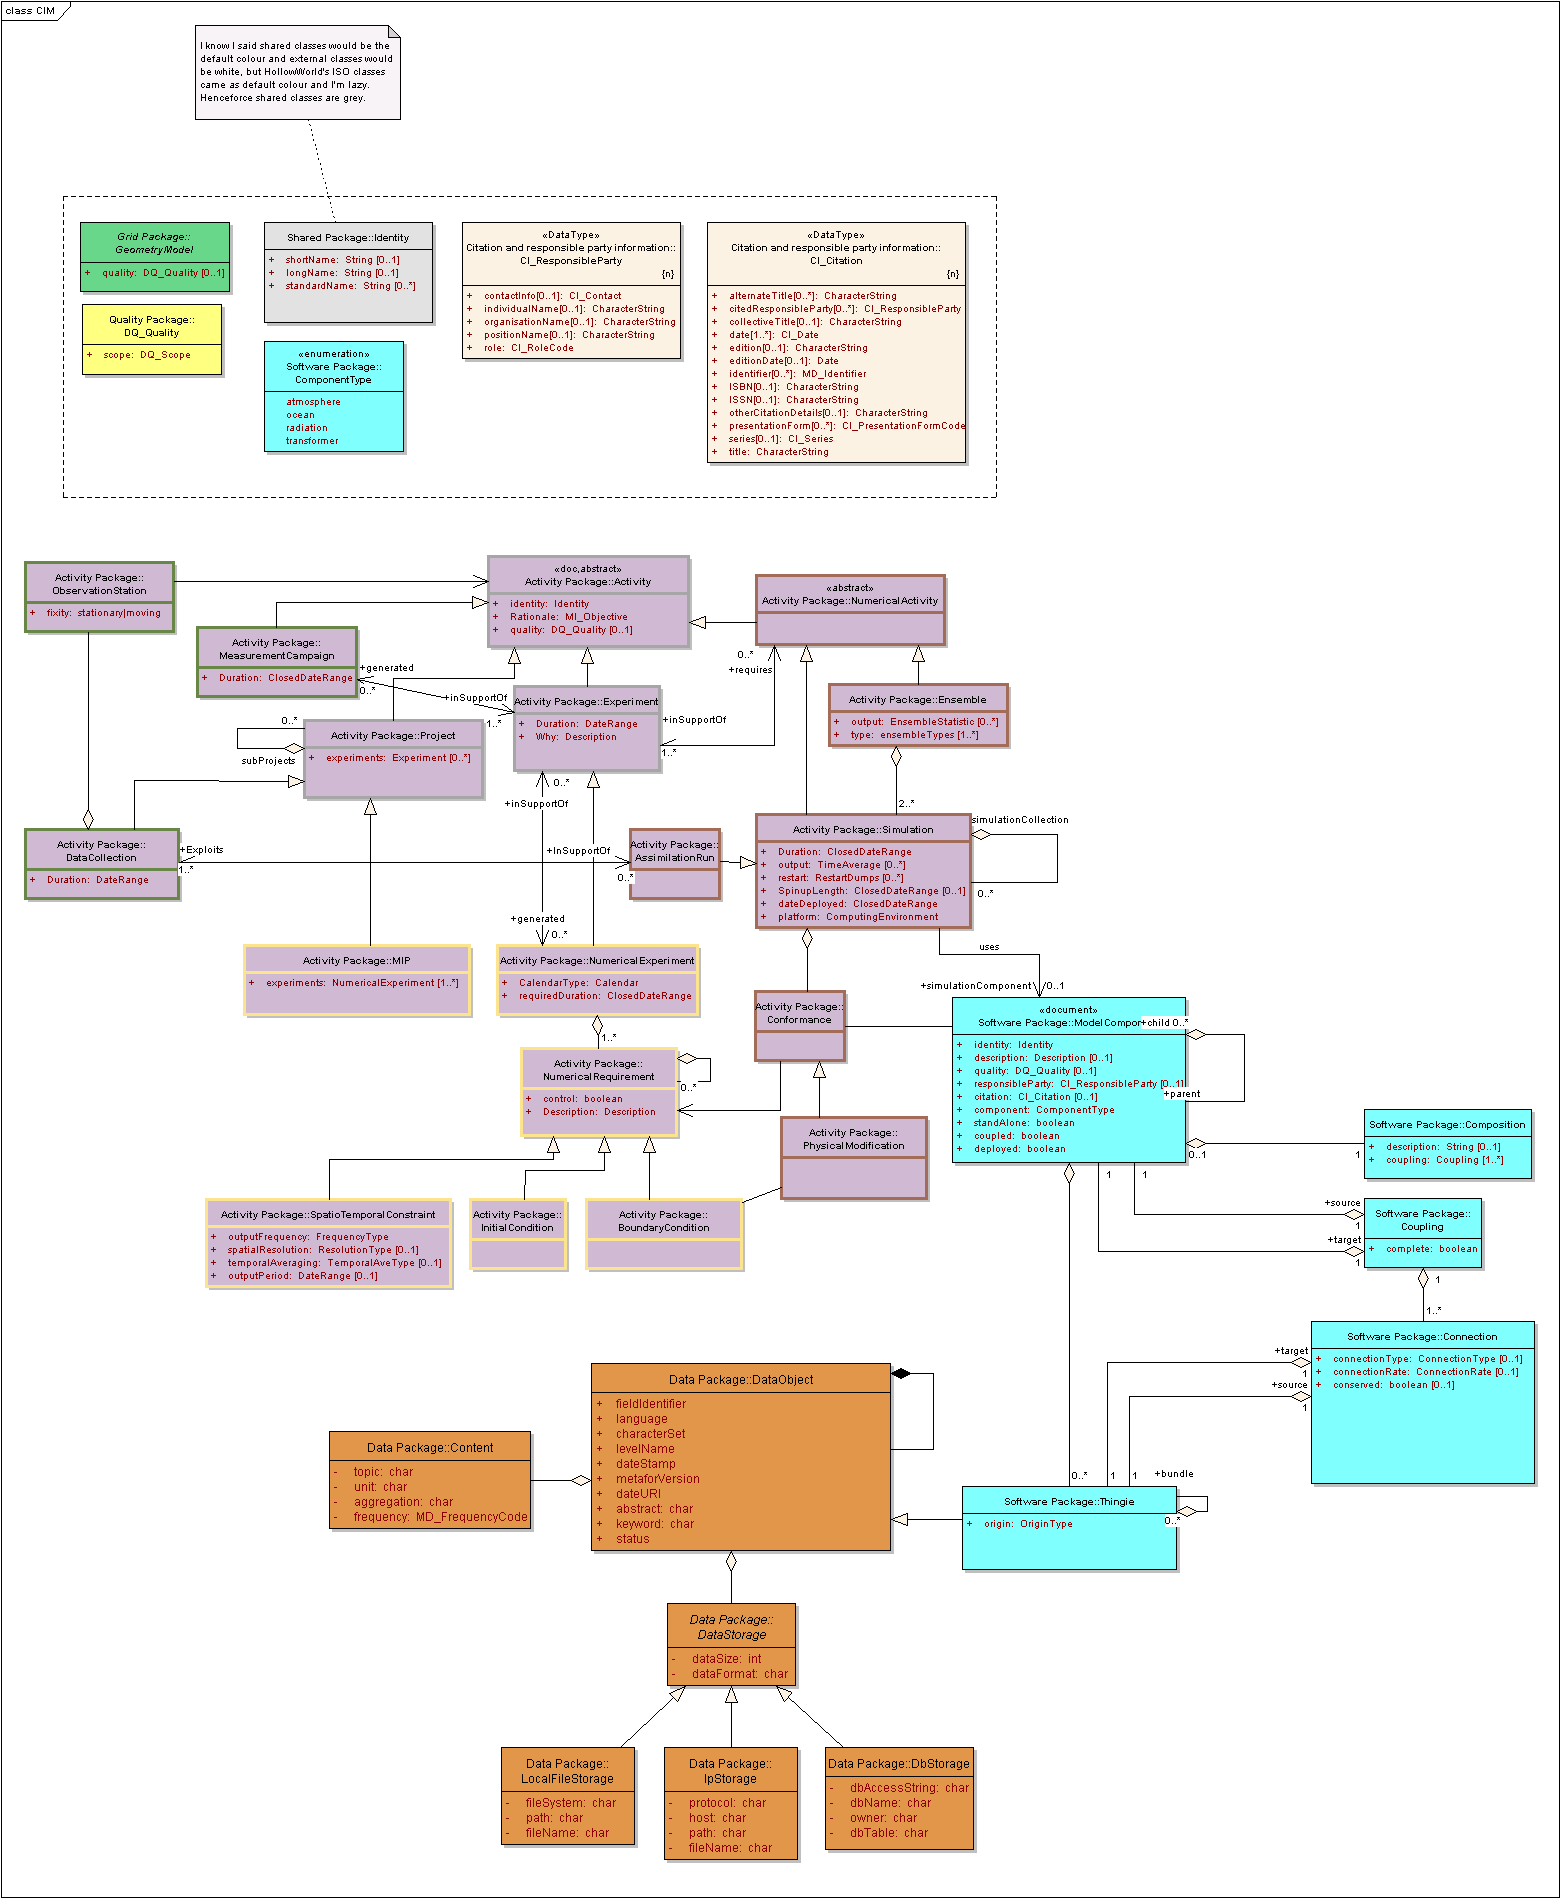 class CIM
I know I said shared classes would be the
default colour and external classes would
be white, but HollowWorld's ISO classes
came as default colour and I'm lazy.
Henceforce shared classes are grey.
Grid Package::
GeometryModel
+ quality: DQ_Quality [0..1]
Quality Package::
DQ_Quality
+ scope: DQ_Scope
Shared Package::Identity
+ shortName: String [0..1]
+ longName: String [0..1]
+ standardName: String [0..*]
«enumeration»
Software Package::
ComponentType
atmosphere
ocean
radiation
transformer
«DataType»
Citation and responsible party information::
CI_ResponsibleParty
{n}
+ contactInfo[0..1]: CI_Contact
+ individualName[0..1]: CharacterString
+ organisationName[0..1]: CharacterString
+ positionName[0..1]: CharacterString
+ role: CI_RoleCode
«DataType»
Citation and responsible party information::
CI_Citation
{n}
+ alternateTitle[0..*]: CharacterString
+ citedResponsibleParty[0..*]: CI_ResponsibleParty
+ collectiveTitle[0..1]: CharacterString
+ date[1..*]: CI_Date
+ edition[0..1]: CharacterString
+ editionDate[0..1]: Date
+ identifier[0..*]: MD_Identifier
+ ISBN[0..1]: CharacterString
+ ISSN[0..1]: CharacterString
+ otherCitationDetails[0..1]: CharacterString
+ presentationForm[0..*]: CI_PresentationFormCode
+ series[0..1]: CI_Series
+ title: CharacterString
Activity Package::
ObservationStation
+ fixity: stationary|moving
«doc,abstract»
Activity Package::Activity
+ identity: Identity
+ Rationale: MI_Objective
+ quality: DQ_Quality [0..1]
«abstract»
Activity Package::NumericalActivity
Activity Package::
MeasurementCampaign
+ Duration: ClosedDateRange
+generated
0..*
+inSupportOf
1..*
0..*
+requires
+inSupportOf
1..*
Activity Package::Experiment
+ Duration: DateRange
+ Why: Description
Activity Package::Ensemble
+ output: EnsembleStatistic [0..*]
+ type: ensembleTypes [1..*]
0..*
subProjects
Activity Package::Project
+ experiments: Experiment [0..*]
0..*
+inSupportOf
2..*
Activity Package::
DataCollection
+ Duration: DateRange
+Exploits
1..*
+InSupportOf
0..*
Activity Package::
AssimilationRun
Activity Package::Simulation
+ Duration: ClosedDateRange
+ output: TimeAverage [0..*]
+ restart: RestartDumps [0..*]
+ SpinupLength: ClosedDateRange [0..1]
+ dateDeployed: ClosedDateRange
+ platform: ComputingEnvironment
simulationCollection
0..*
+generated
0..*
uses
+simulationComponent
0..1
Activity Package::MIP
+ experiments: NumericalExperiment [1..*]
Activity Package::NumericalExperiment
+ CalendarType: Calendar
+ requiredDuration: ClosedDateRange
1..*
Activity Package::
Conformance
Activity Package::
NumericalRequirement
+ control: boolean
+ Description: Description
0..*
«document»
Software Package::ModelCompor
+ identity: Identity
+ description: Description [0..1]
+ quality: DQ_Quality [0..1]
+ responsibleParty: CI_ResponsibleParty [0..1]
+ citation: CI_Citation [0..1]
+ component: ComponentType
+ standAlone: boolean
+ coupled: boolean
+ deployed: boolean
+child 0..*
+parent
0..1
1
Software Package::Composition
+ description: String [0..1]
+ coupling: Coupling [1..*]
Activity Package::
PhysicalModification
1
1
+source
1
+target
1
Software Package::
Coupling
+ complete: boolean
1
1..*
Activity Package::SpatioTemporalConstraint
+ outputFrequency: FrequencyType
+ spatialResolution: ResolutionType [0..1]
+ temporalAveraging: TemporalAveType [0..1]
+ outputPeriod: DateRange [0..1]
Activity Package::
InitialCondition
Activity Package::
BoundaryCondition
Software Package::Connection
+ connectionType: ConnectionType [0..1]
+ connectionRate: ConnectionRate [0..1]
+ conserved: boolean [0..1]
+target
1
+source
1
Data Package::DataObject
+ fieldIdentifier
+ language
+ characterSet
+ levelName
+ dateStamp
+ metaforVersion
+ dateURI
+ abstract: char
+ keyword: char
+ status
Data Package::Content
- topic: char
- unit: char
- aggregation: char
- frequency: MD_FrequencyCode
0..*
1
1
+bundle
0..*
Software Package::Thingie
+ origin: OriginType
Data Package::
DataStorage
- dataSize: int
- dataFormat: char
Data Package::
LocalFileStorage
- fileSystem: char
- path: char
- fileName: char
Data Package::
IpStorage
- protocol: char
- host: char
- path: char
- fileName: char
Data Package::DbStorage
- dbAccessString: char
- dbName: char
- owner: char
- dbTable: char